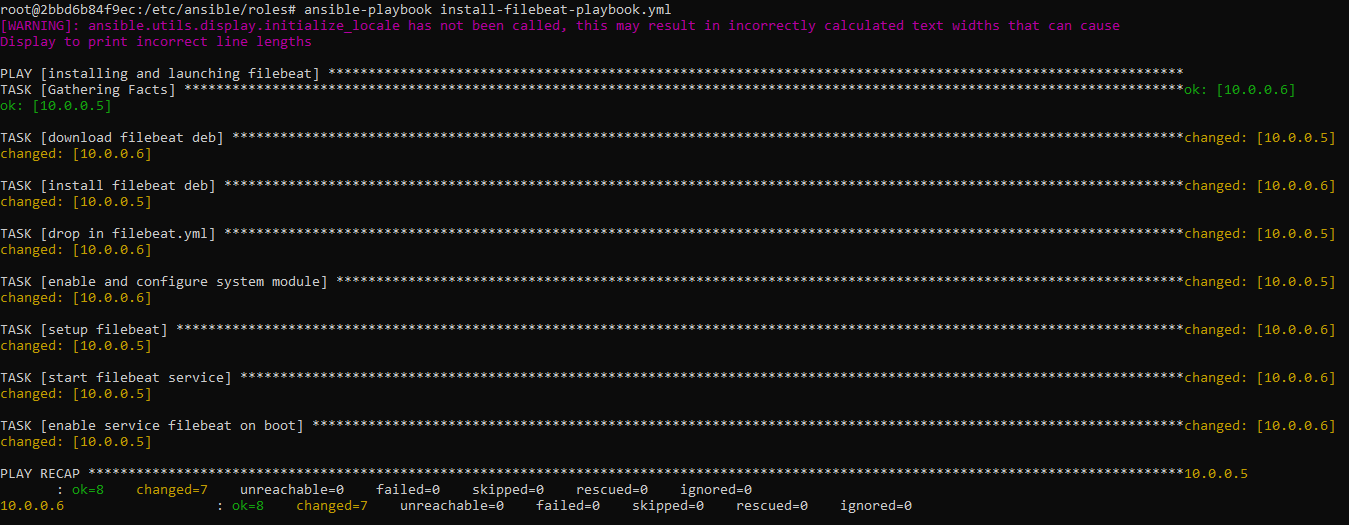 root@2bbd6b84f9ec:/etc/ansible/roles# ansible-playbook install-filebeat-playbook.yml
[WARNING]: ansible.utils.display.initialize_locale has not been called, this may result in incorrectly calculated text widths that can cause
Display to print incorrect line lengths
PLAY [installing and launching filebeat] ***********************************************************************************************************
TASK [Gathering Facts] *****************************************************************************************************************************ok: [10.0.0.6]
ok: [10.0.0.5]
TASK [download filebeat deb] ***********************************************************************************************************************changed: [10.0.0.5]
changed: [10.0.0.6]
TASK [install filebeat deb] ************************************************************************************************************************changed: [10.0.0.6]
changed: [10.0.0.5]
TASK [drop in filebeat.yml] ************************************************************************************************************************changed: [10.0.0.5]
changed: [10.0.0.6]
TASK [enable and configure system module] **********************************************************************************************************changed: [10.0.0.5]
changed: [10.0.0.6]
TASK [setup filebeat] ******************************************************************************************************************************changed: [10.0.0.6]
changed: [10.0.0.5]
TASK [start filebeat service] **********************************************************************************************************************changed: [10.0.0.6]
changed: [10.0.0.5]
TASK [enable service filebeat on boot] *************************************************************************************************************changed: [10.0.0.6]
changed: [10.0.0.5]
PLAY RECAP *****************************************************************************************************************************************10.0.0.5
: ok=8    changed=7    unreachable=0    failed=0    skipped=0    rescued=0    ignored=0
10.0.0.6                   : ok=8    changed=7    unreachable=0    failed=0    skipped=0    rescued=0    ignored=0